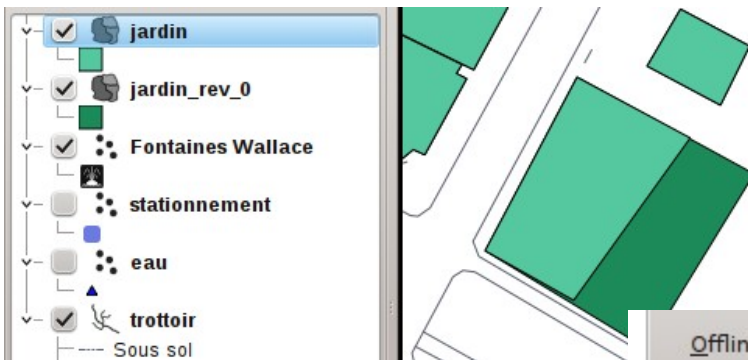 jardin
jardin_rev_0
Fontaines Wallace
stationnement
eau
trottoir
Sous sol